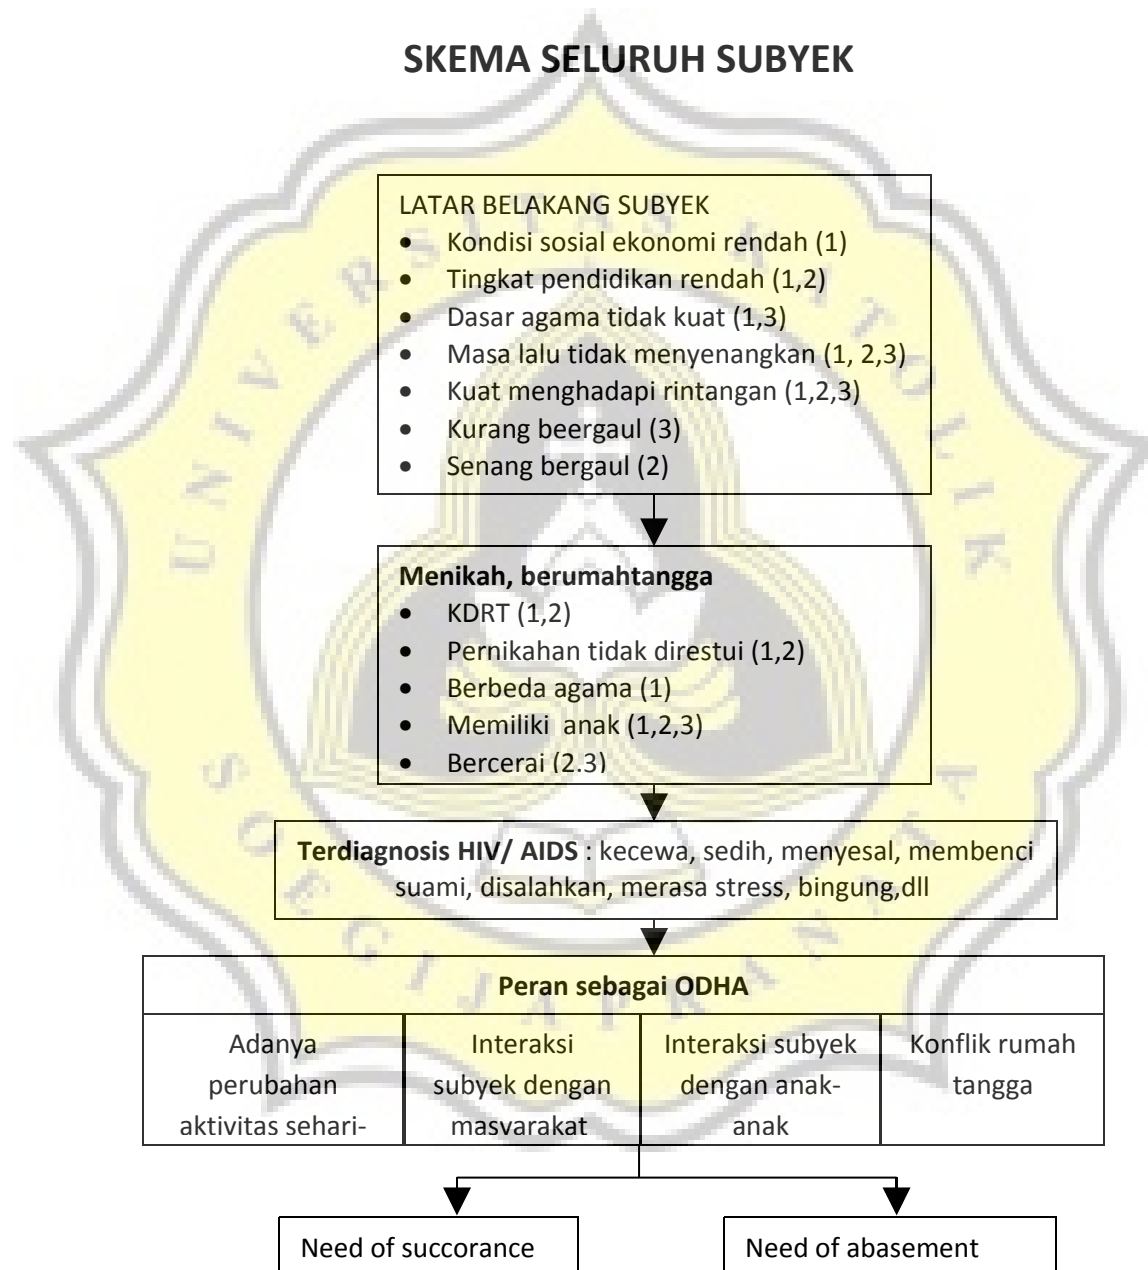 SKEMA SELURUH SUBYEK
LATAR BELAKANG SUBYEK
• Kondisi sosial ekonomi rendah (1)
• Tingkat pendidikan rendah (1,2)
• Dasar agama tidak kuat (1,3)
• Masa lalu tidak menyenangkan (1, 2,3)
• Kuat menghadapi rintangan (1,2,3)
• Kurang beergaul (3)
• Senang bergaul (2)
Menikah, berumahtangga
• KDRT (1,2)
• Pernikahan tidak direstui (1,2)
• Berbeda agama (1)
• Memiliki  anak (1,2,3)
• Bercerai (2.3)
Terdiagnosis HIV/ AIDS : kecewa, sedih, menyesal, membenci
suami, disalahkan, merasa stress, bingung,dll
Peran sebagai ODHA
Adanya
perubahan
aktivitas sehari-
Interaksi
subyek dengan
masyarakat
Interaksi subyek
dengan anak-
anak
Konflik rumah
tangga
Need of succorance
Need of abasement
UNIVERSITAS KATOLIK
SOEGIJAPRANATA